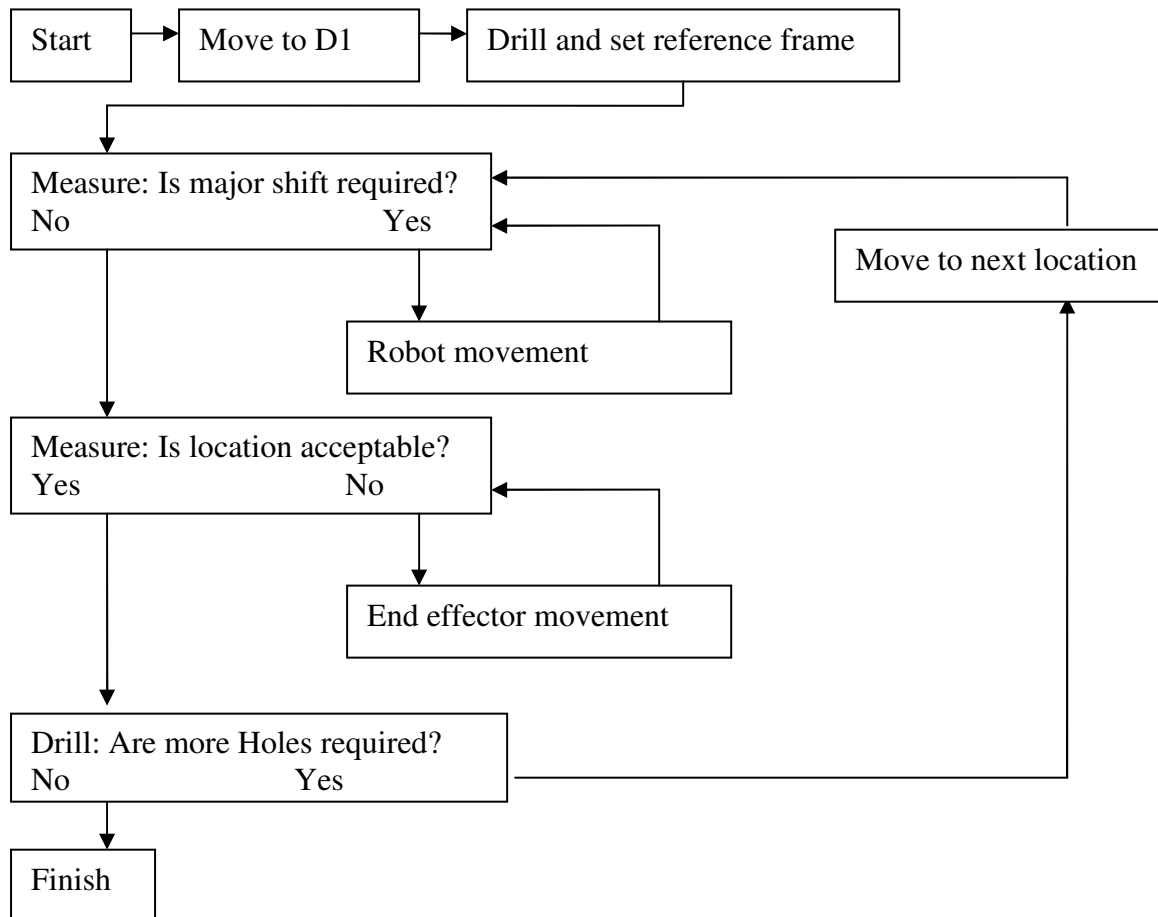 Start
Move to D1
Drill and set reference frame
Measure: Is major shift required?
No Yes
Move to next location
Robot movement
Measure: Is location acceptable?
Yes No
End effector movement
Drill: Are more Holes required?
No Yes
Finish